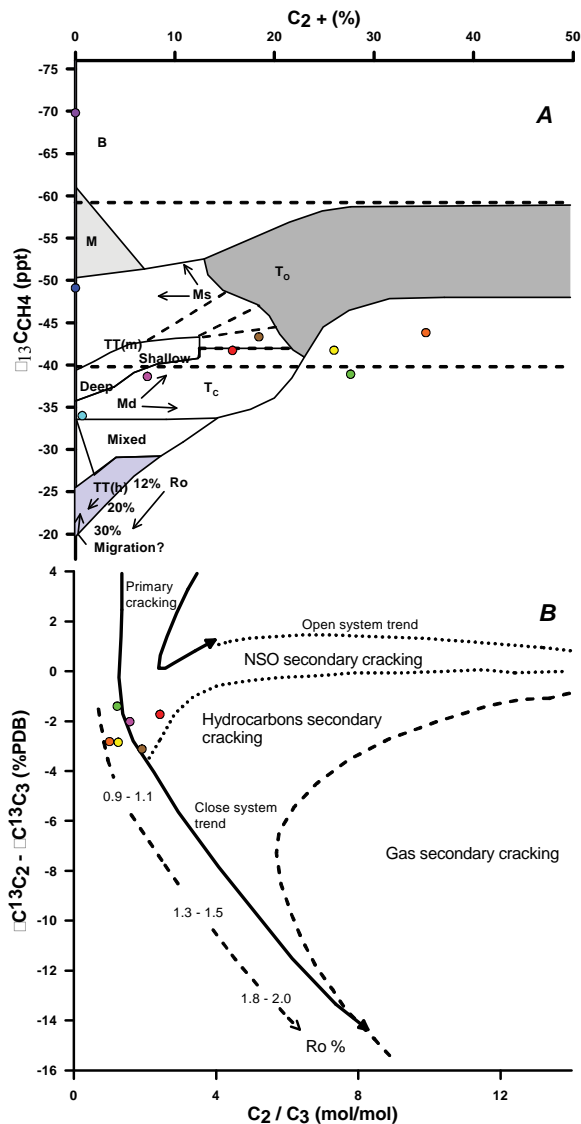 C2 + (%)
0 10 20 30 50
-75
-70
-65
-60
-55
-50
-45
-40
-35
-30
-25
-20
□13CCH4 (ppt)
A
B
M
To
Ms
TT(m)
Shallow
Deep
Tc
Md
Mixed
TT(h) 12% Ro
20%
30%
Migration?
4
2
0
-2
-4
-6
-8
-10
-12
-14
-16
□C13C2 - □C13C3 (%PDB)
B
Primary
cracking
Open system trend
NSO secondary cracking
Hydrocarbons secondary
cracking
0.9 - 1.1
Close system
trend
Gas secondary cracking
1.3 - 1.5
1.8 - 2.0
Ro %
0 4 8 12
C2 / C3 (mol/mol)